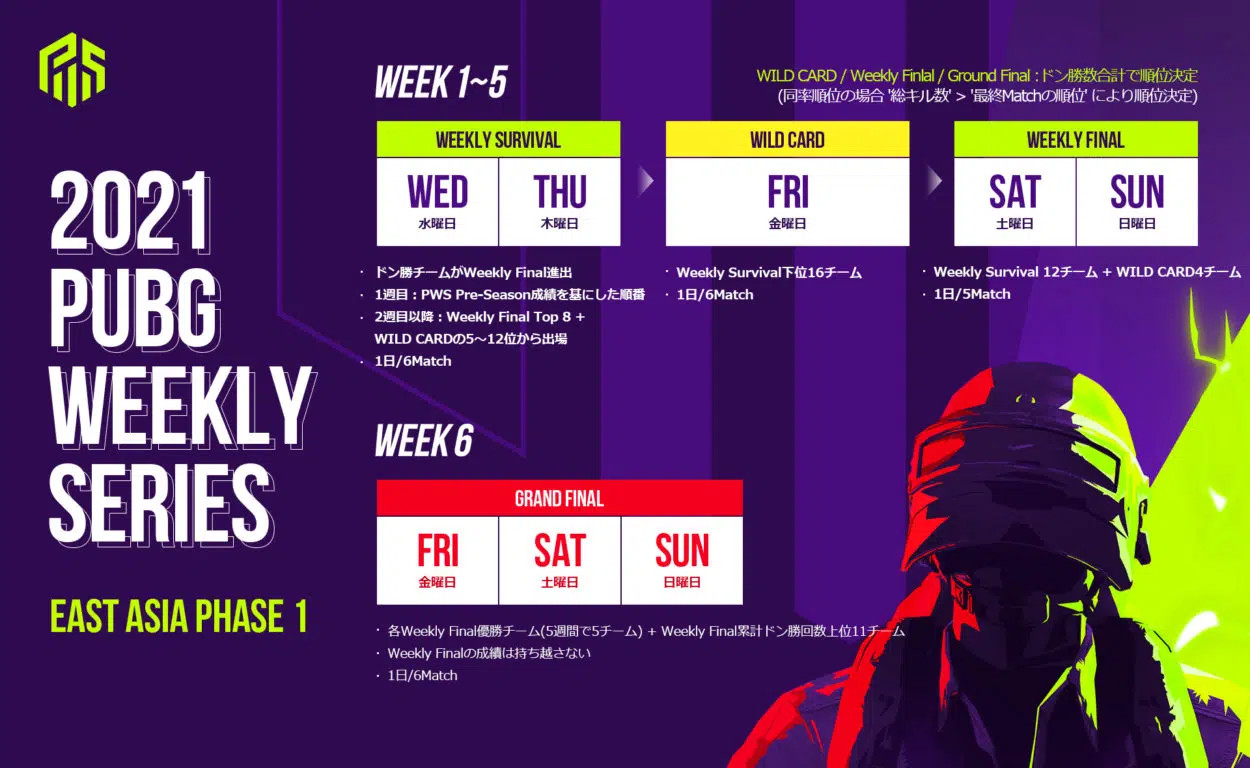 PWS
2021
PUBG
WEEKLY
SERIES
EAST ASIA PHASE 1
WEEK 1~5
WILD CARD / Weekly Finlal / Ground Final : ドン勝数合計で順位決定
(同率順位の場合 '総キル数' > '最終Matchの順位' により順位決定)
WEEKLY SURVIVAL
WED
水曜日
THU
木曜日
・ ドン勝チームがWeekly Final進出
・ 1週目 : PWS Pre-Season成績を基にした順番
・ 2週目以降 : Weekly Final Top 8 +
WILD CARDの5～12位から出場
・ 1日/6Match
WILD CARD
FRI
金曜日
・ Weekly Survival下位16チーム
・ 1日/6Match
WEEKLY FINAL
SAT
土曜日
SUN
日曜日
・ Weekly Survival 12チーム + WILD CARD4チーム
・ 1日/5Match
WEEK 6
GRAND FINAL
FRI
金曜日
SAT
土曜日
SUN
日曜日
・ 各Weekly Final優勝チーム(5週間で5チーム) + Weekly Final累計ドン勝回数上位11チーム
・ Weekly Finalの成績は持ち越さない
・ 1日/6Match